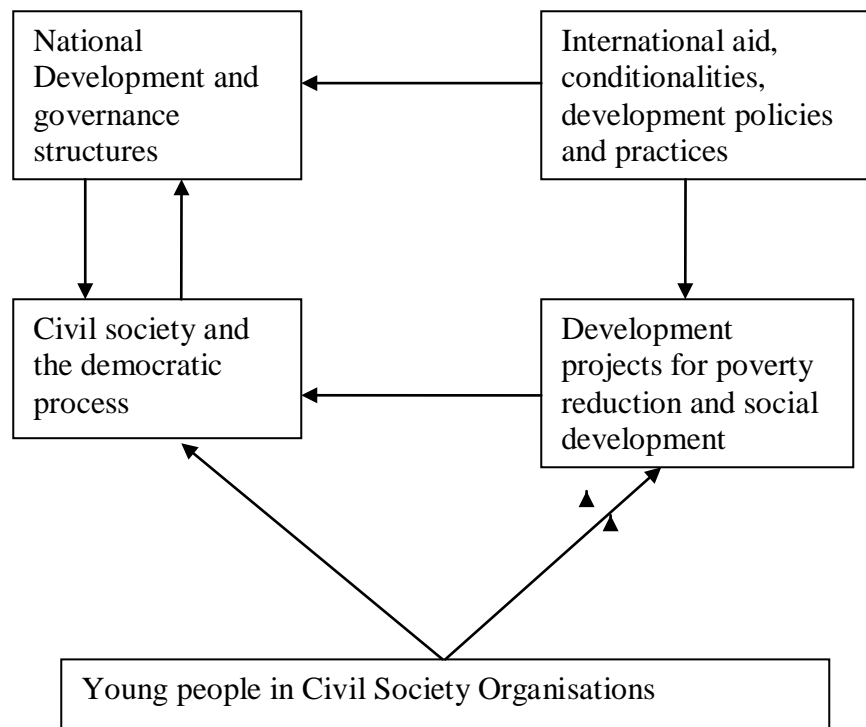 National
Development and
governance
structures
International aid,
conditionalities,
development policies
and practices
Civil society and
the democratic
process
Development
projects for poverty
reduction and social
development
Young people in Civil Society Organisations